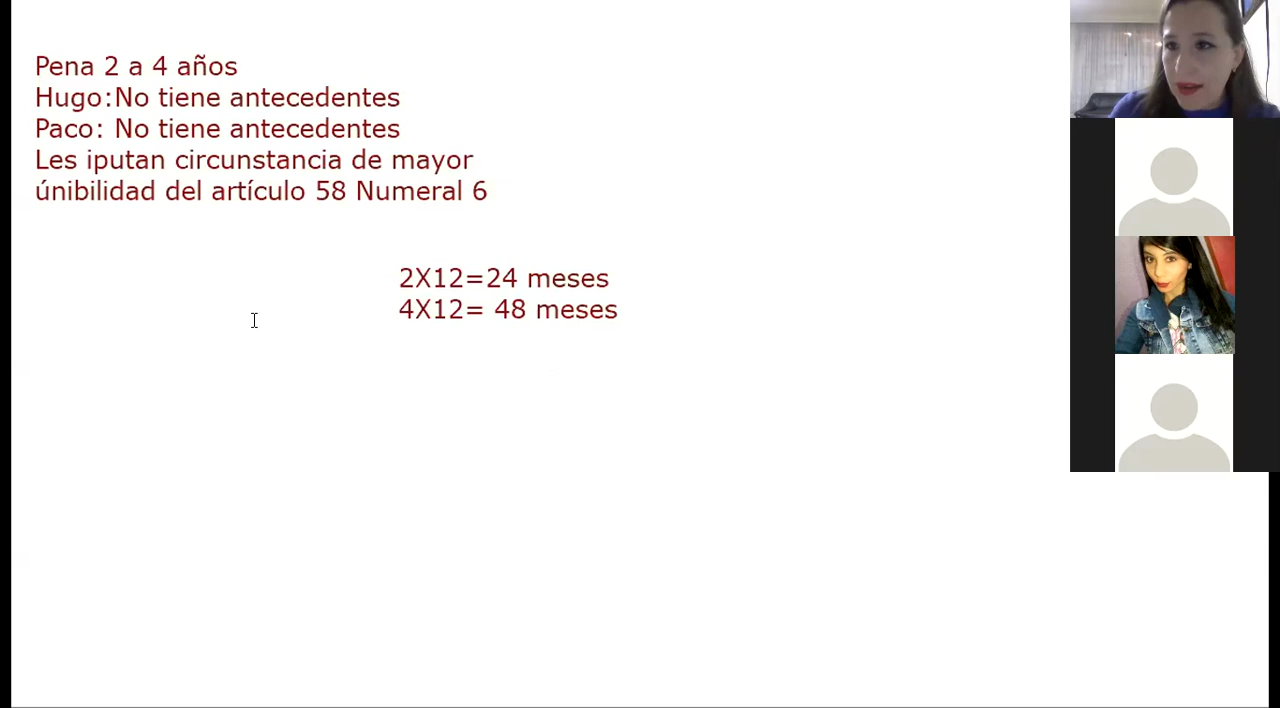 Pena 2 a 4 años
Hugo:No tiene antecedentes
Paco: No tiene antecedentes
Les iputan circunstancia de mayor
únibilidad del artículo 58 Numeral 6
2X12=24 meses
4X12= 48 meses